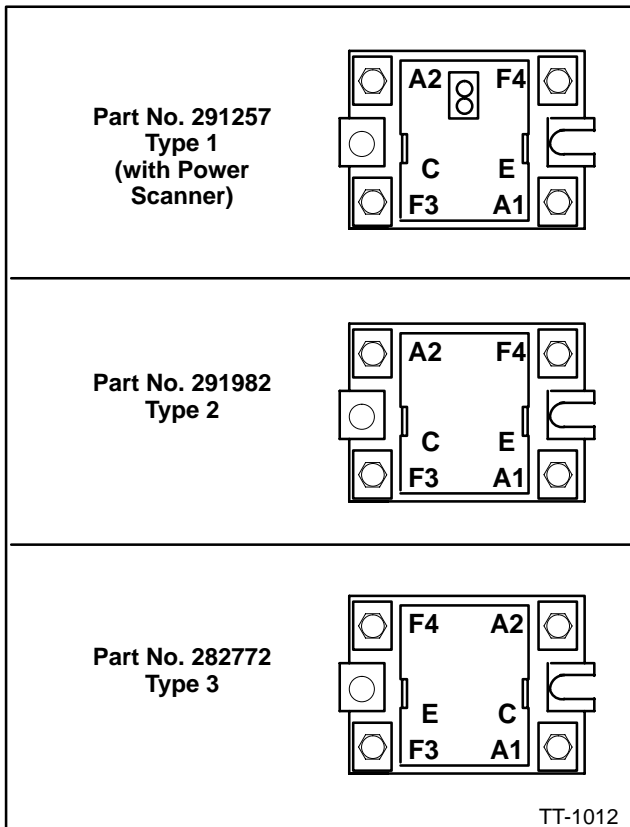 Part No. 291257
Type 1
(with Power
Scanner)
A2 F4
C E
F3 A1
Part No. 291982
Type 2
A2 F4
C E
F3 A1
Part No. 282772
Type 3
F4 A2
E C
F3 A1
TT-1012